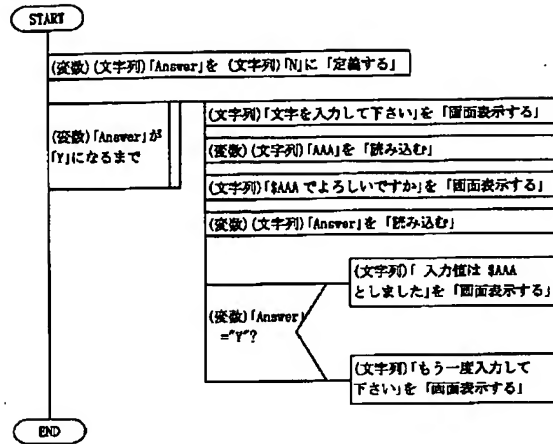 START
(変数)(文字列)「Answer」を (文字列)「N」に 「定義する」
(変数)「Answer」が
「Y」になるまで
(文字列)「文字を入力して下さい」を 「画面表示する」
(変数)(文字列)「AAA」を 「読み込む」
(文字列)「$AAA でよろしいですか」を 「画面表示する」
(変数)(文字列)「Answer」を 「読み込む」
(変数)「Answer」
="Y"?
(文字列)「 入力値は $AAA
としました」を 「画面表示する」
(文字列)「もう一度入力して
下さい」を 「画面表示する」
END